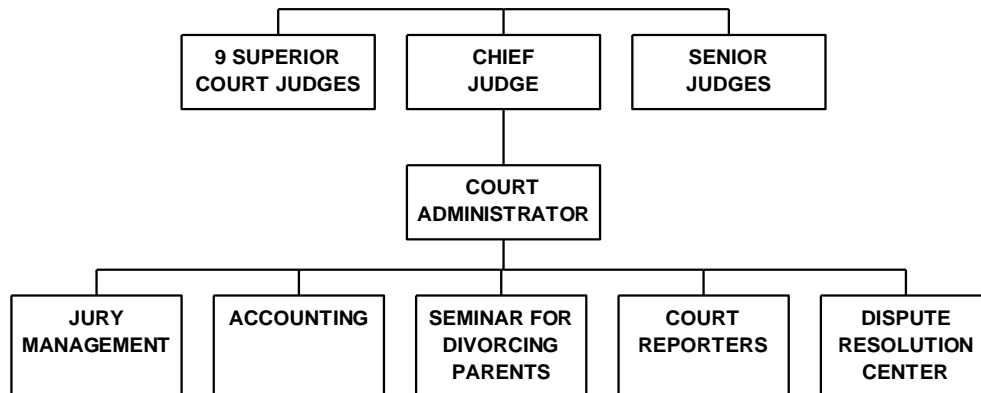 9 SUPERIOR
COURT JUDGES
CHIEF
JUDGE
SENIOR
JUDGES
COURT
ADMINISTRATOR
JURY
MANAGEMENT
ACCOUNTING
SEMINAR FOR
DIVORCING
PARENTS
COURT
REPORTERS
DISPUTE
RESOLUTION
CENTER